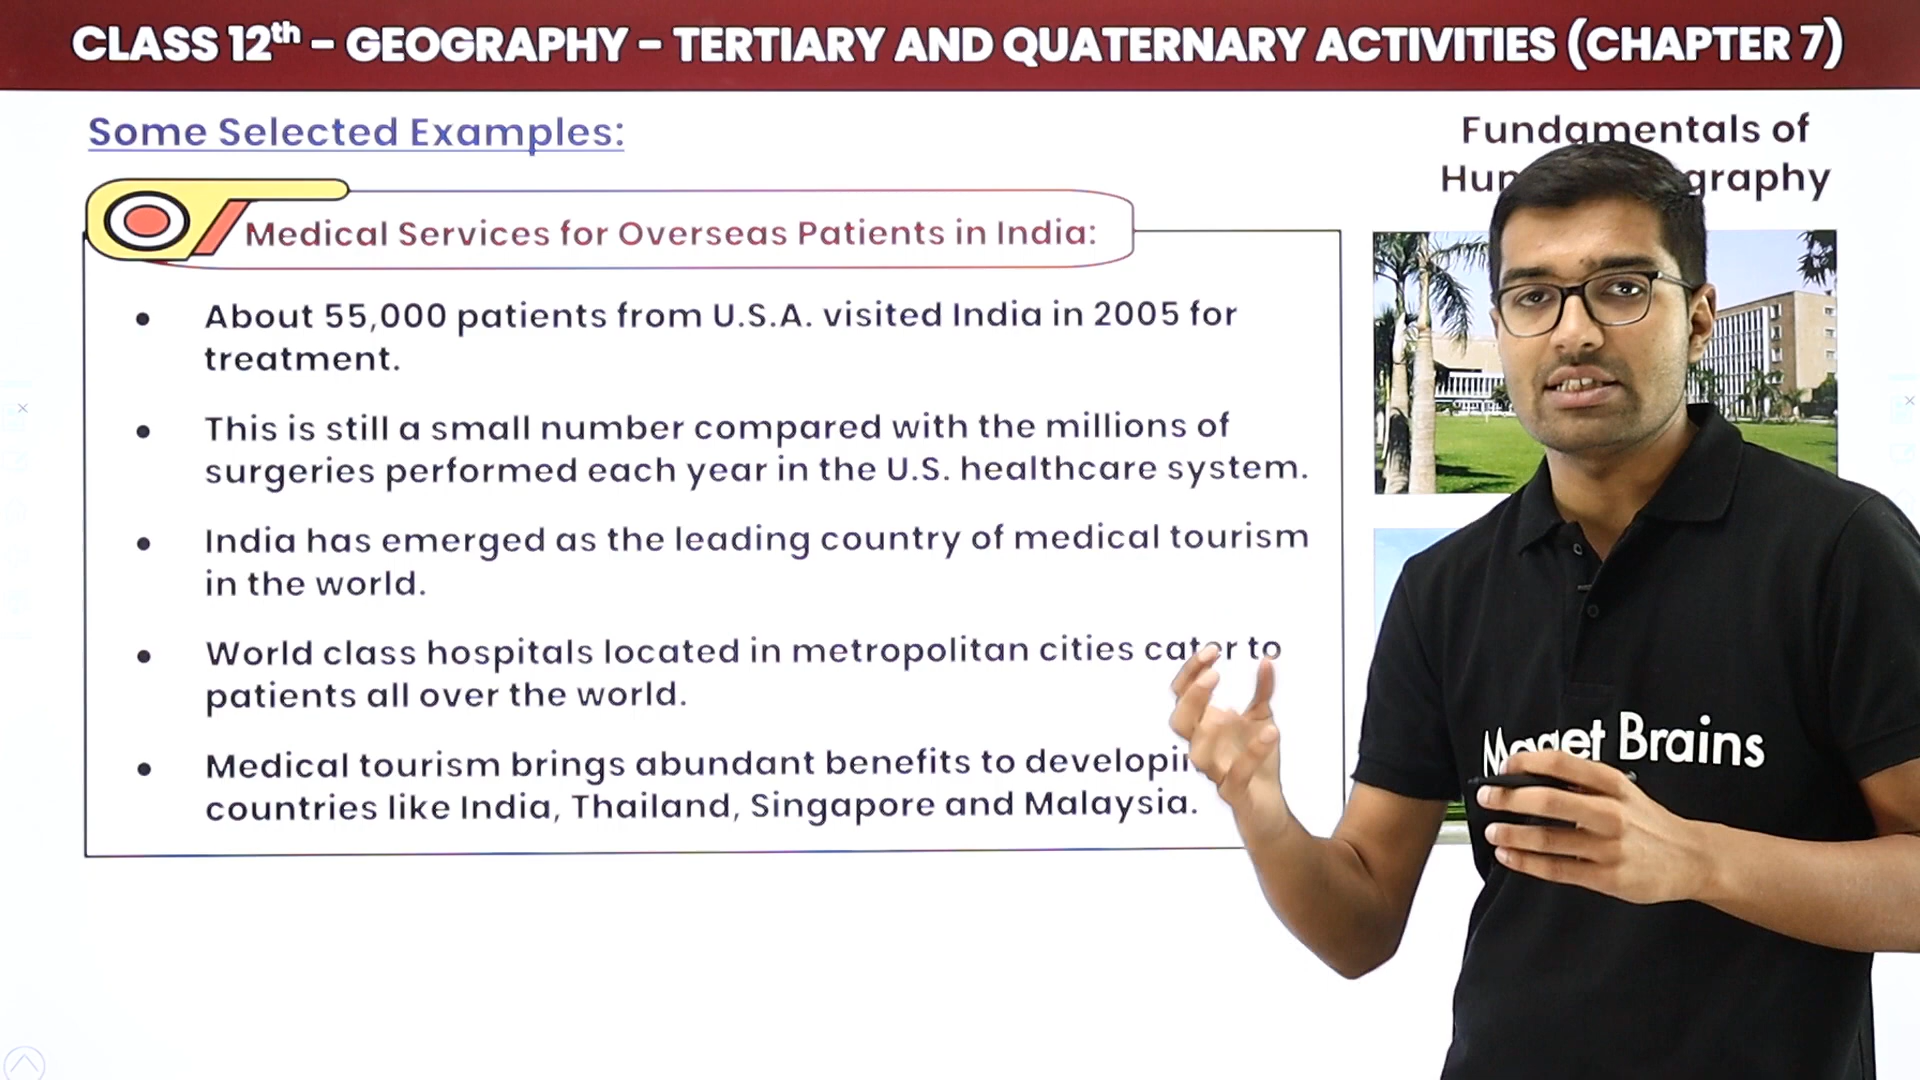 CLASS 12th - GEOGRAPHY - TERTIARY AND QUATERNARY ACTIVITIES (CHAPTER 7)
Some Selected Examples:
Fundamentals of
Medical Services for Overseas Patients in India:
• About 55,000 patients from U.S.A. visited India in 2005 for
treatment.
• This is still a small number compared with the millions of
surgeries performed each year in the U.S. healthcare system.
• India has emerged as the leading country of medical tourism
in the world.
• World class hospitals located in metropolitan cities cater to
patients all over the world.
• Medical tourism brings abundant benefits to
countries like India, Thailand, Singapore and Malaysia.
Brains